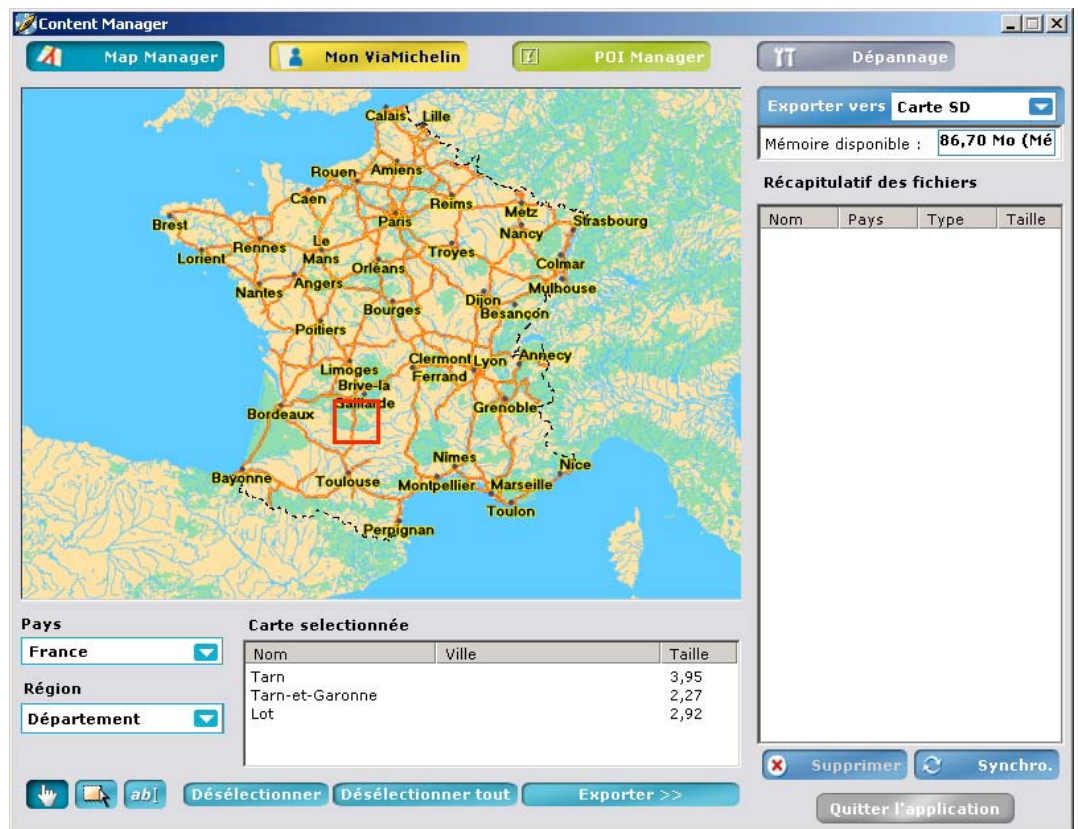 Content Manager
Map Manager
Mon ViaMichelin
POI Manager
Dépannage
Calais
Lille
Rouen
Amiens
Caen
Reims
Metz
Strasbourg
Brest
Paris
Nancy
Rennes
Le Mans
Troyes
Lorient
Orléans
Colmar
Nantes
Angers
Mulhouse
Dijon
Bourges
Besançon
Poitiers
Clermont Ferrand
Lyon
Annecy
Limoges
Brive-la Gaillarde
Bordeaux
Grenoble
Nîmes
Nice
Bayonne
Toulouse
Montpellier
Marseille
Toulon
Perpignan
Exporter vers
Carte SD
Mémoire disponible :
86,70 Mo (Mé
Récapitulatif des fichiers
Nom Pays Type Taille
Pays
France
Région
Département
Carte selectionnée
Nom Ville Taille
Tarn 3,95
Tarn-et-Garonne 2,27
Lot 2,92
ab
Désélectionner
Désélectionner tout
Exporter >>
Supprimer
Synchro.
Quitter l'application